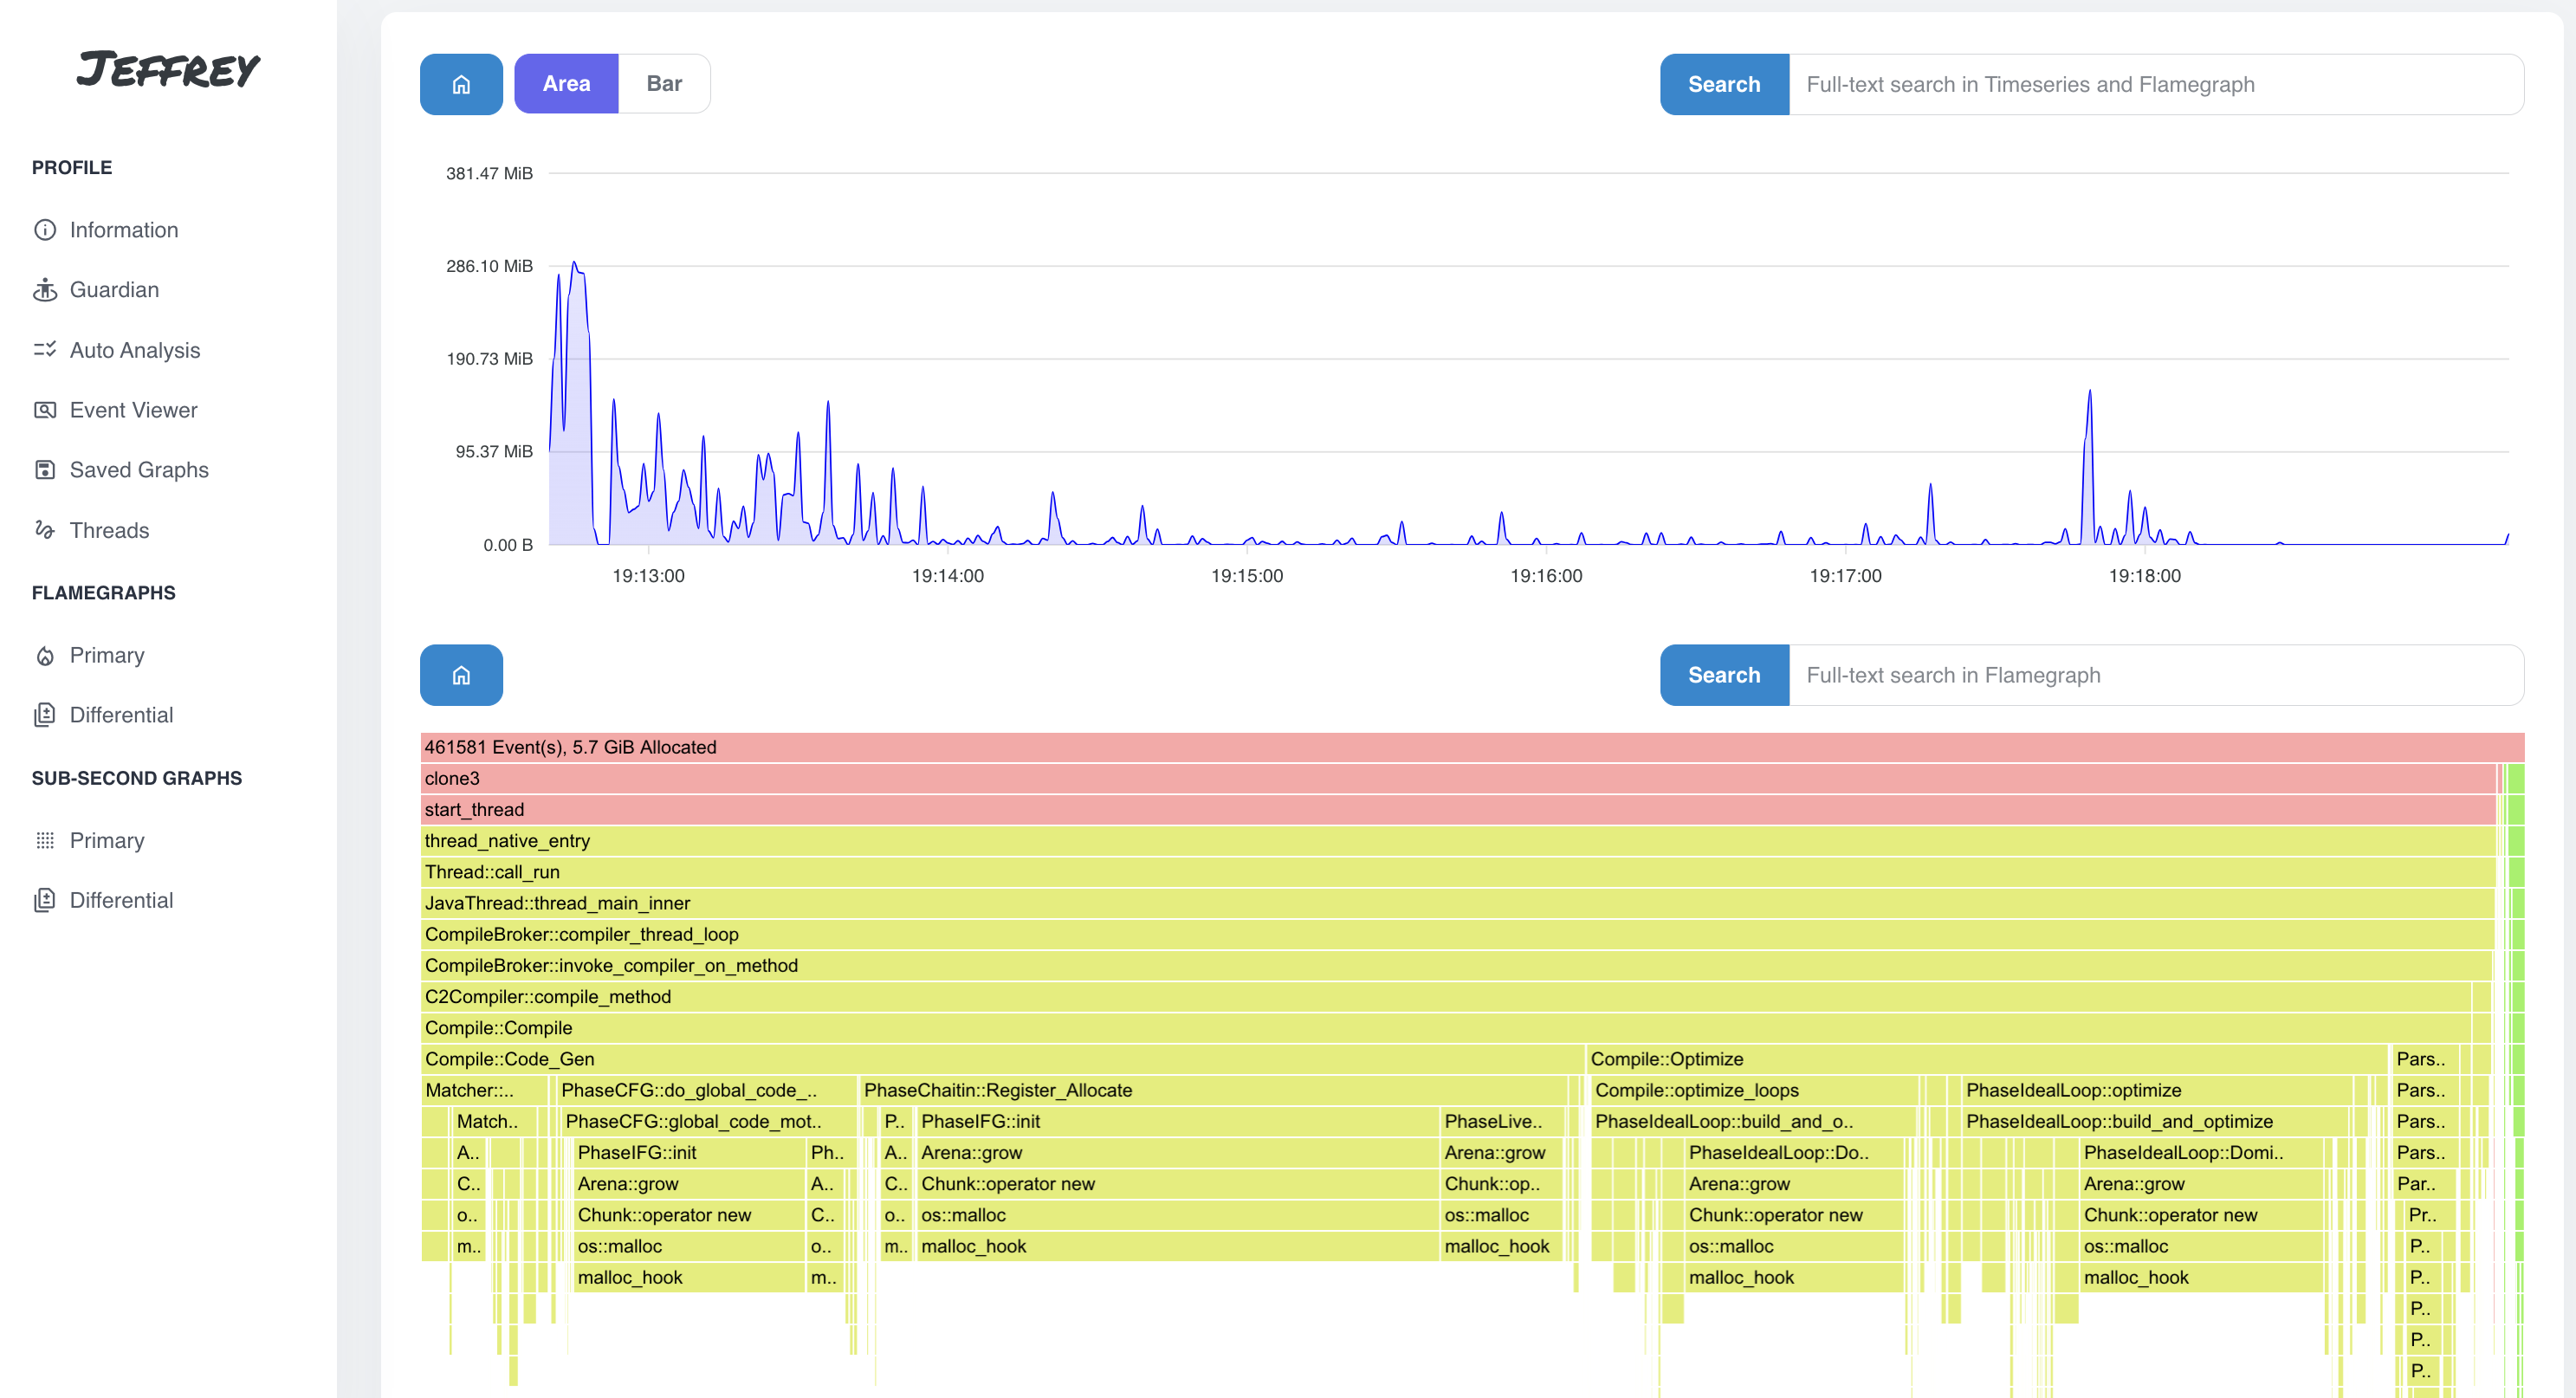 JEFFREY
PROFILE
Information
Guardian
Auto Analysis
Event Viewer
Saved Graphs
Threads
FLAMEGRAPHS
Primary
Differential
SUB-SECOND GRAPHS
Primary
Differential
Area Bar
Search Full-text search in Timeseries and Flamegraph
381.47 MiB
286.10 MiB
190.73 MiB
95.37 MiB
0.00 B
19:13:00 19:14:00 19:15:00 19:16:00 19:17:00 19:18:00
Search Full-text search in Flamegraph
461581 Event(s), 5.7 GiB Allocated
clone3
start_thread
thread_native_entry
Thread::call_run
JavaThread::thread_main_inner
CompileBroker::compiler_thread_loop
CompileBroker::invoke_compiler_on_method
C2Compiler::compile_method
Compile::Compile
Compile::Code_Gen Compile::Optimize Pars..
Matcher::.. PhaseCFG::do_global_code_.. PhaseChaitin::Register_Allocate Compile::optimize_loops PhaseIdealLoop::optimize Pars..
Match.. PhaseCFG::global_code_mot.. P.. PhaseIFG::init PhaseLive.. PhaseIdealLoop::build_and_o.. PhaseIdealLoop::build_and_optimize Pars..
A.. PhaseIFG::init Ph.. A.. Arena::grow Arena::grow PhaseIdealLoop::Do.. PhaseIdealLoop::Domi.. Pars..
C.. Arena::grow A.. C.. Chunk::operator new Chunk::op.. Arena::grow Arena::grow Par..
o.. Chunk::operator new C.. o.. os::malloc os::malloc Chunk::operator new Chunk::operator new Pr..
m.. os::malloc o.. m.. malloc_hook malloc_hook os::malloc os::malloc P..
malloc_hook m.. malloc_hook malloc_hook P..
P..
P..
P..